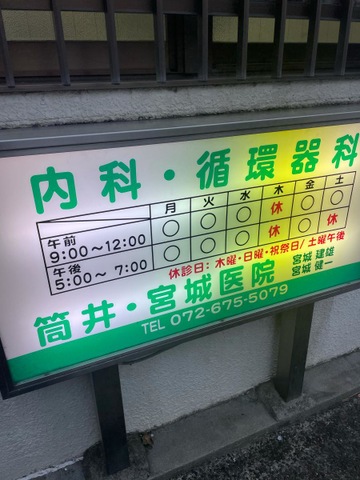 内科・循環器科
月 火 水 木 金 土
午前 9:00〜12:00 ○ ○ ○ 休 ○ ○
午後 5:00〜 7:00 ○ ○ ○ 休 ○ 休
休診日:木曜・日曜・祝祭日/土曜午後
筒井・宮城医院 宮城 建雄
宮城 健一
TEL 072-675-5079